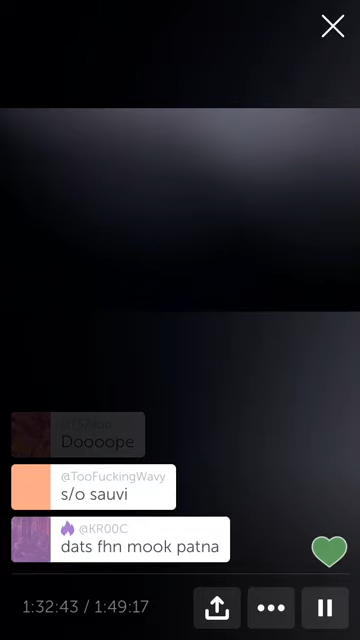 Doooope
@TooFuckingWavy
s/o sauvi
@KR00C
dats fhn mook patna
1:32:43 / 1:49:17